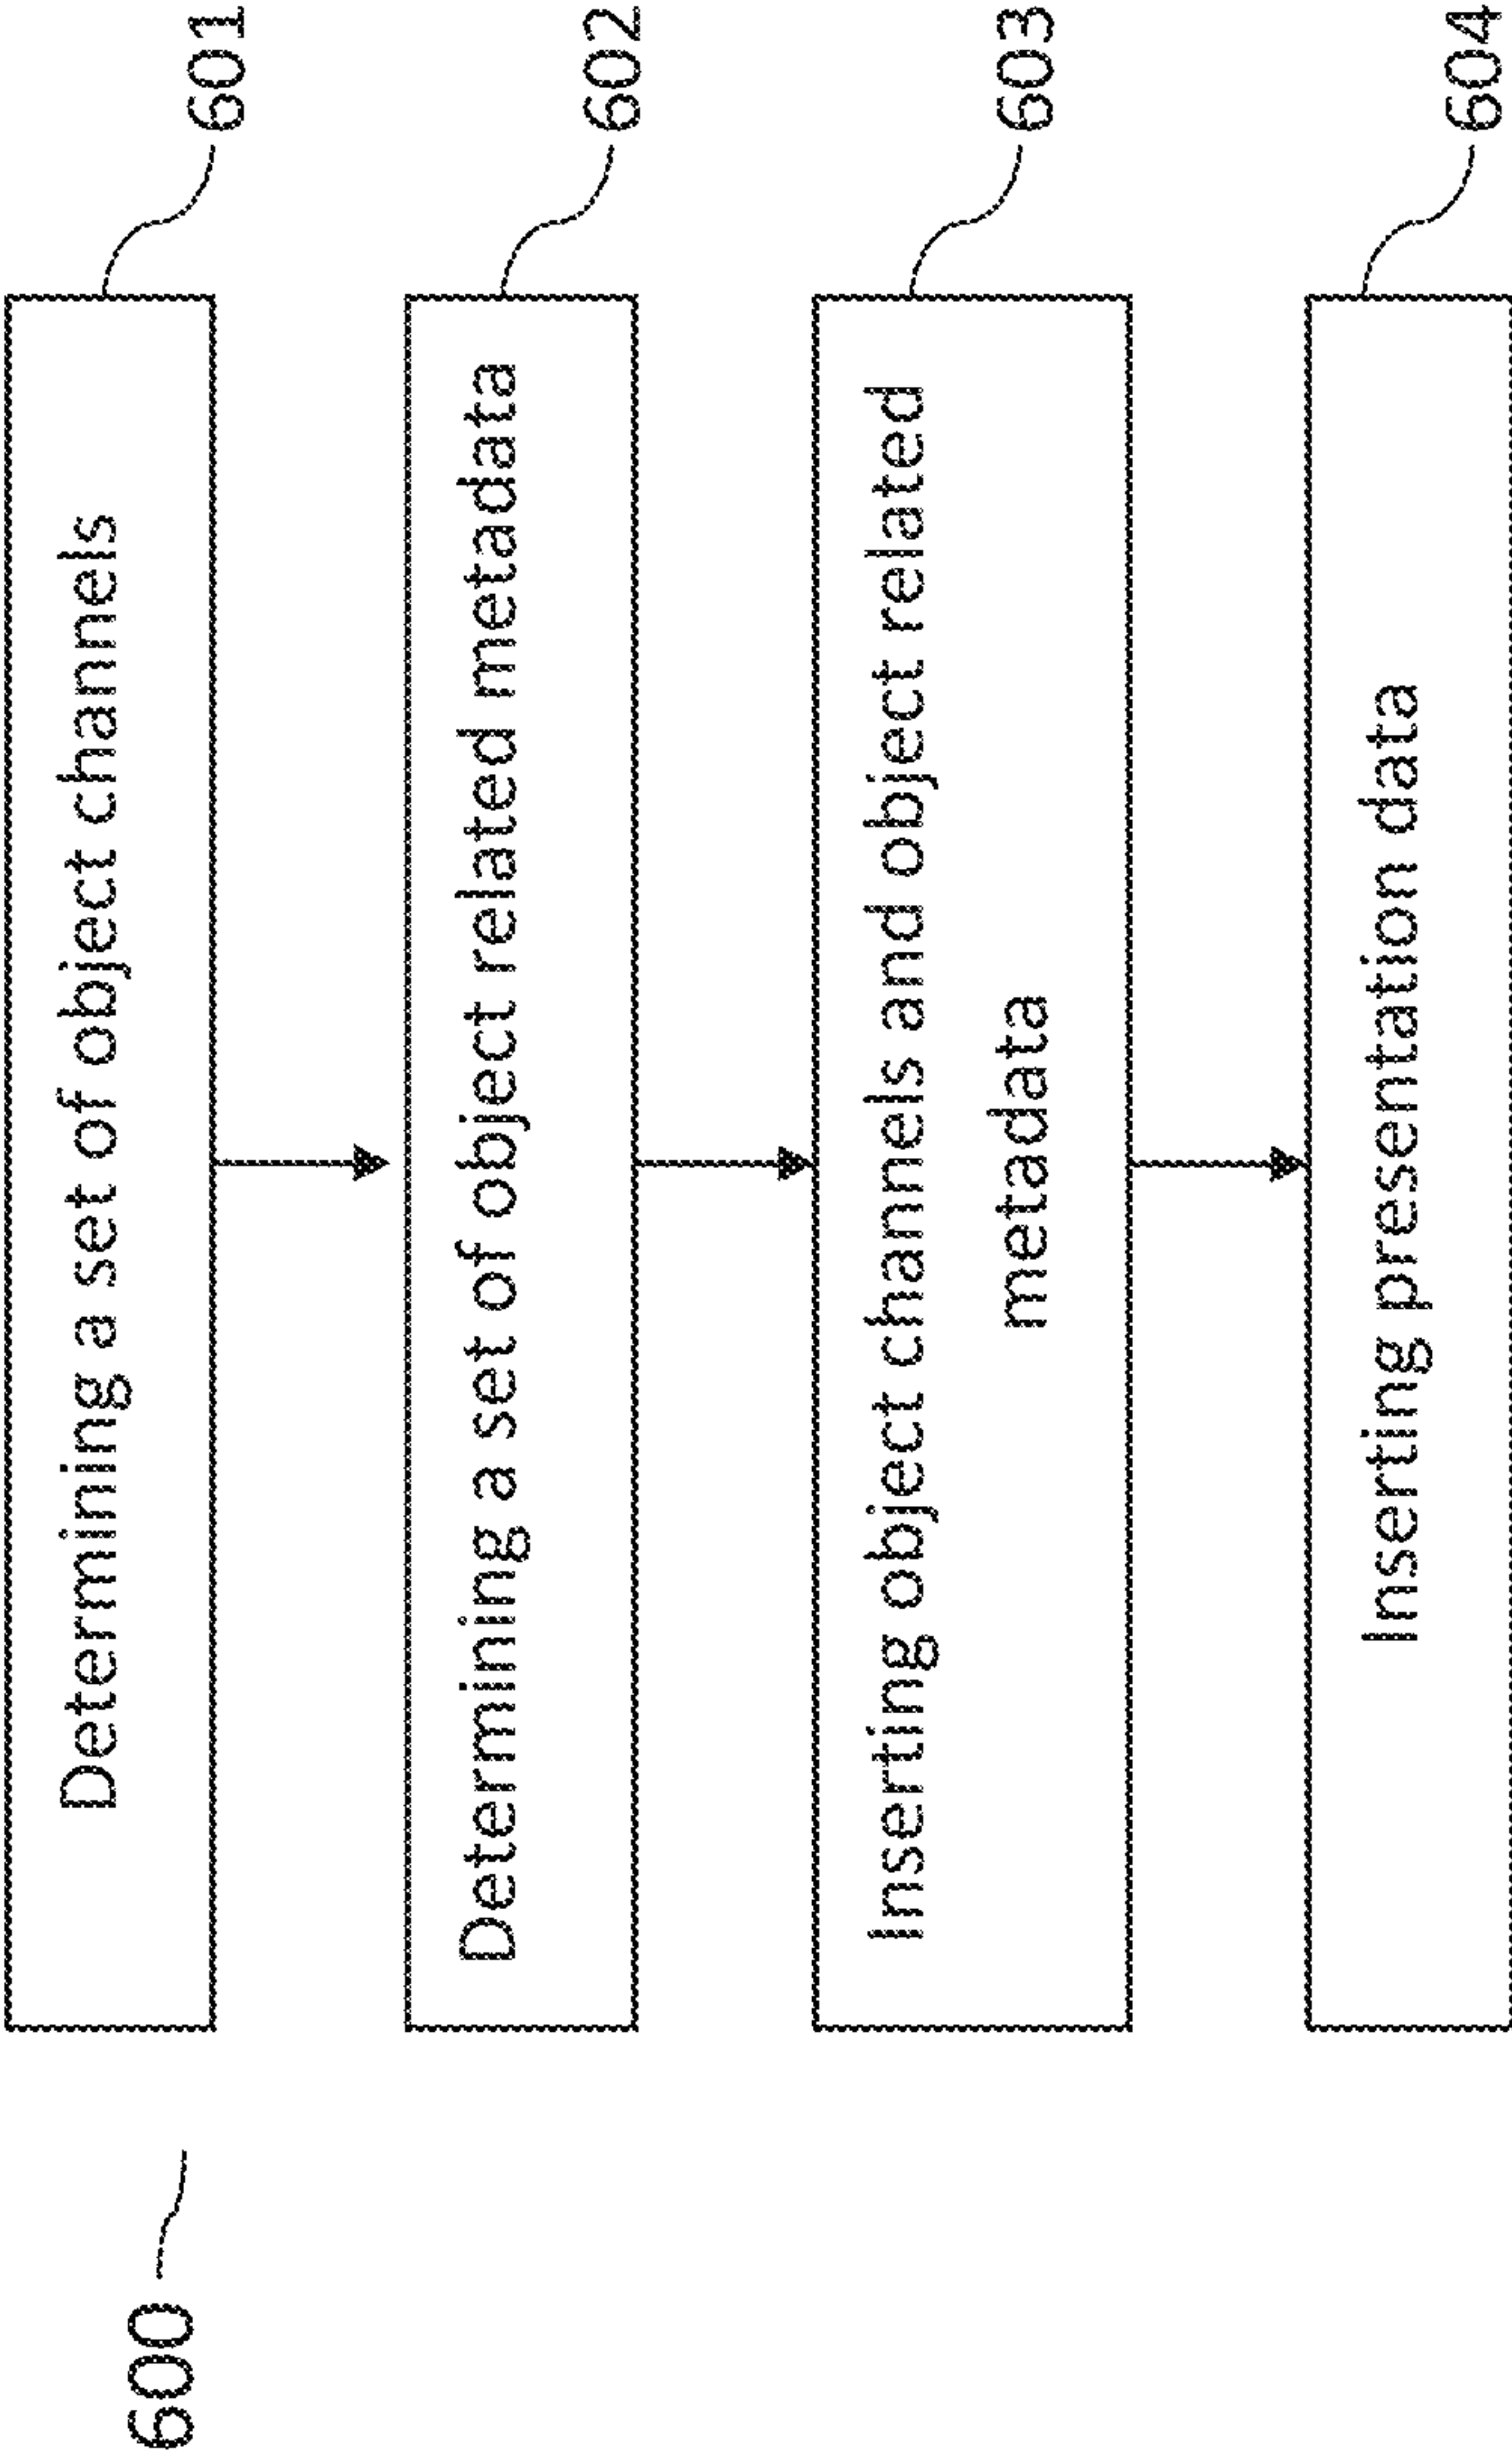 600
Determining a set of object channels
601
Determining a set of object related metadata
602
Inserting object channels and object related
metadata
603
Inserting presentation data
604